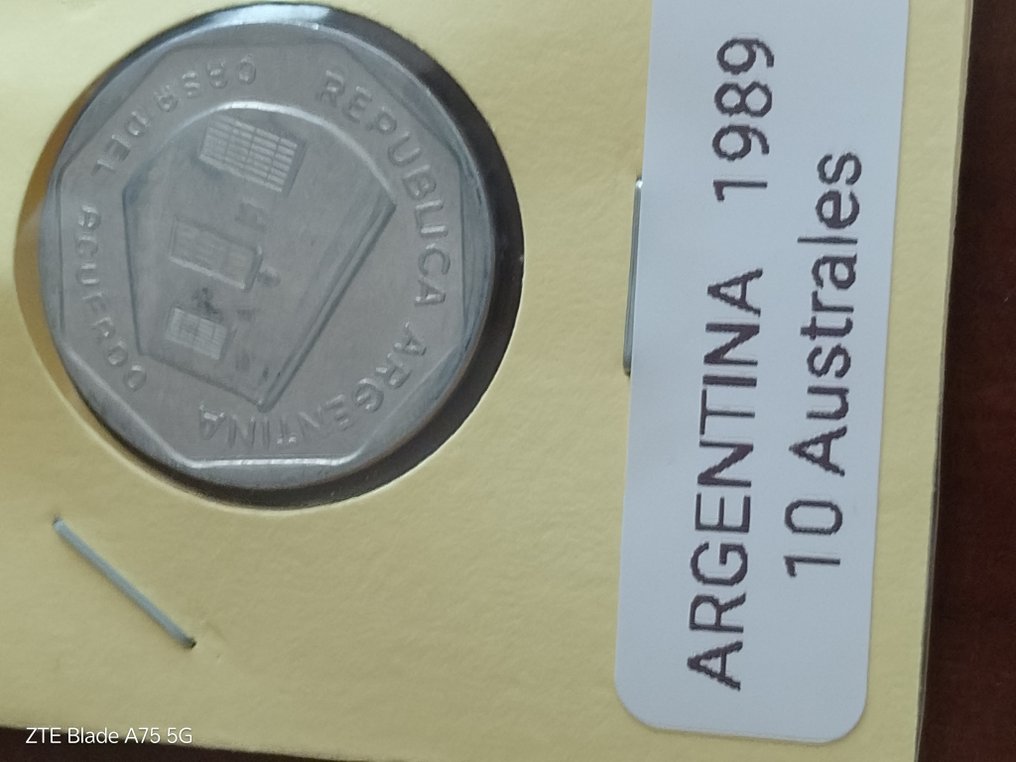 REPUBLICA ARGENTINA
CASA DEL ACUERDO
ARGENTINA 1989
10 Australes
ZTE Blade A75 5G